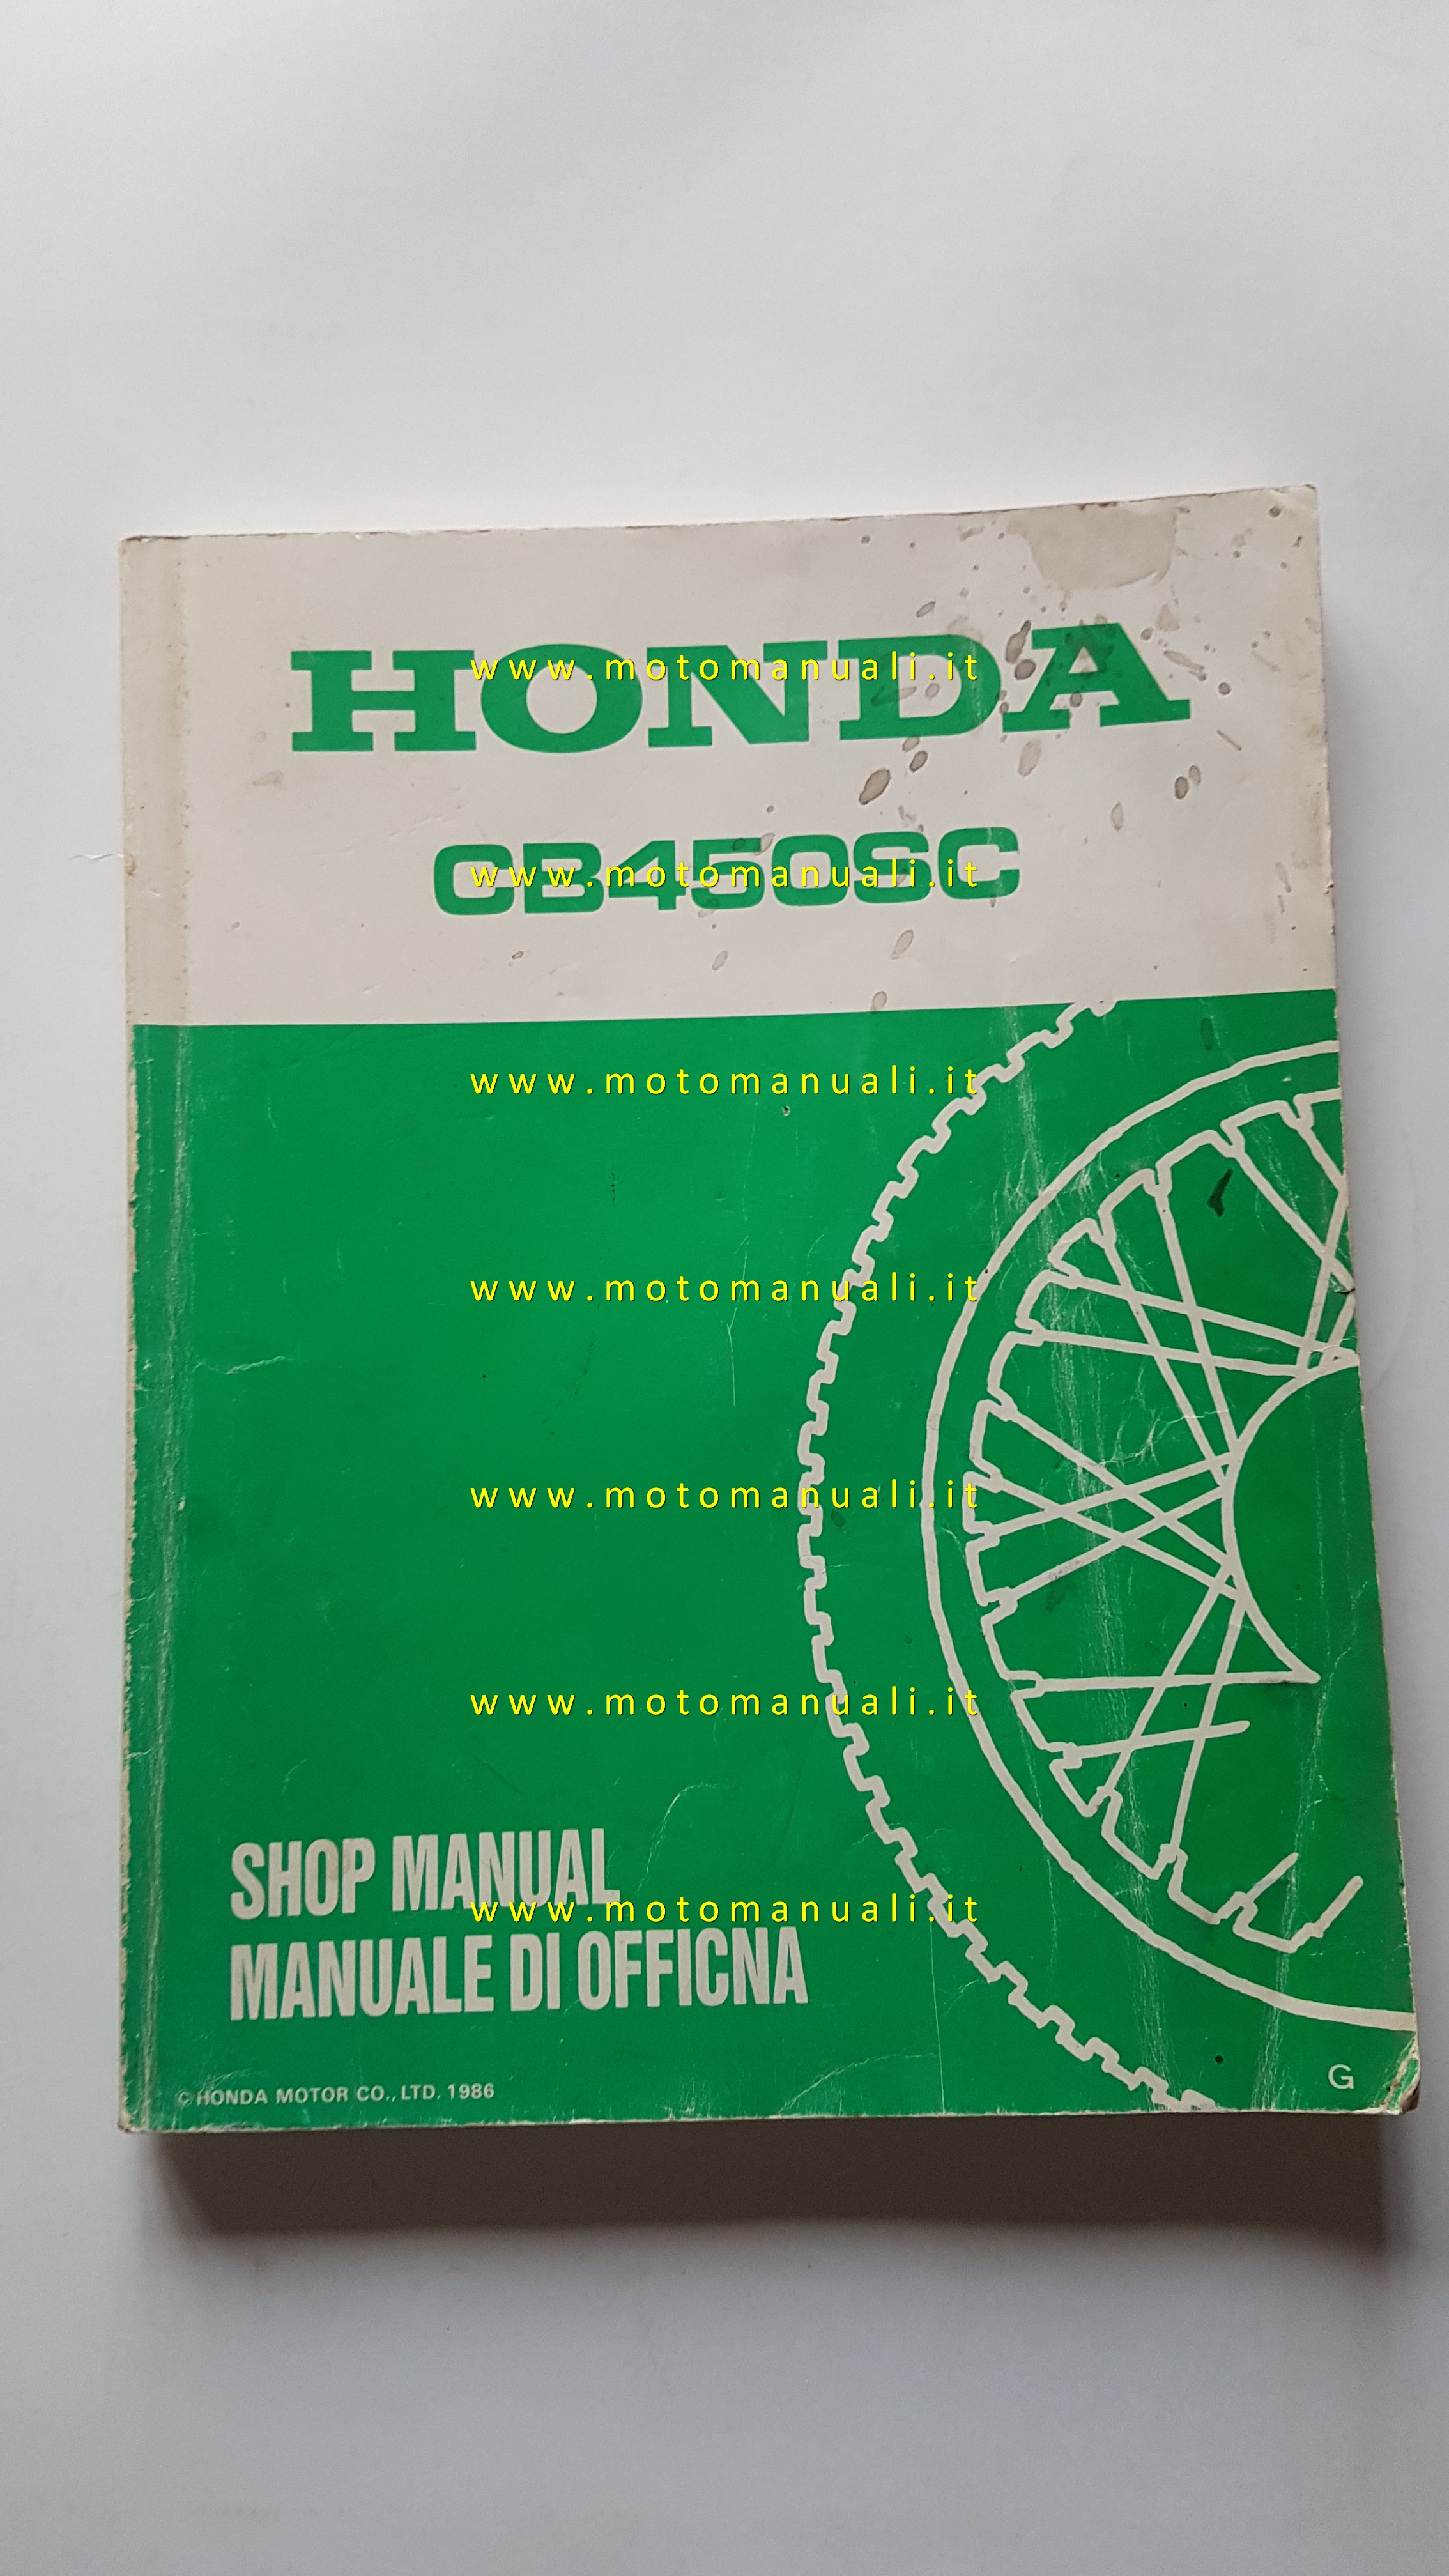 HONDA
www.motomanuali.it
CB450SC
www.motomanuali.it
www.motomanuali.it
www.motomanuali.it
www.motomanuali.it
www.motomanuali.it
SHOP MANUAL
www.motomanuali.it
MANUALE DI OFFICNA
© HONDA MOTOR CO., LTD. 1986
G